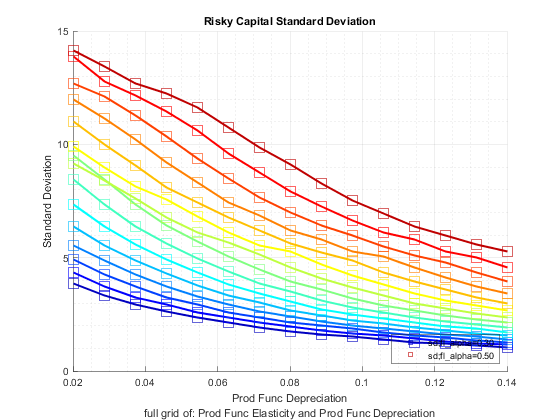 Risky Capital Standard Deviation
15
10
5
0
Standard Deviation
0.02 0.04 0.06 0.08 0.1 0.12 0.14
sd;fl_alpha=0.50
Prod Func Depreciation
full grid of: Prod Func Elasticity and Prod Func Depreciation